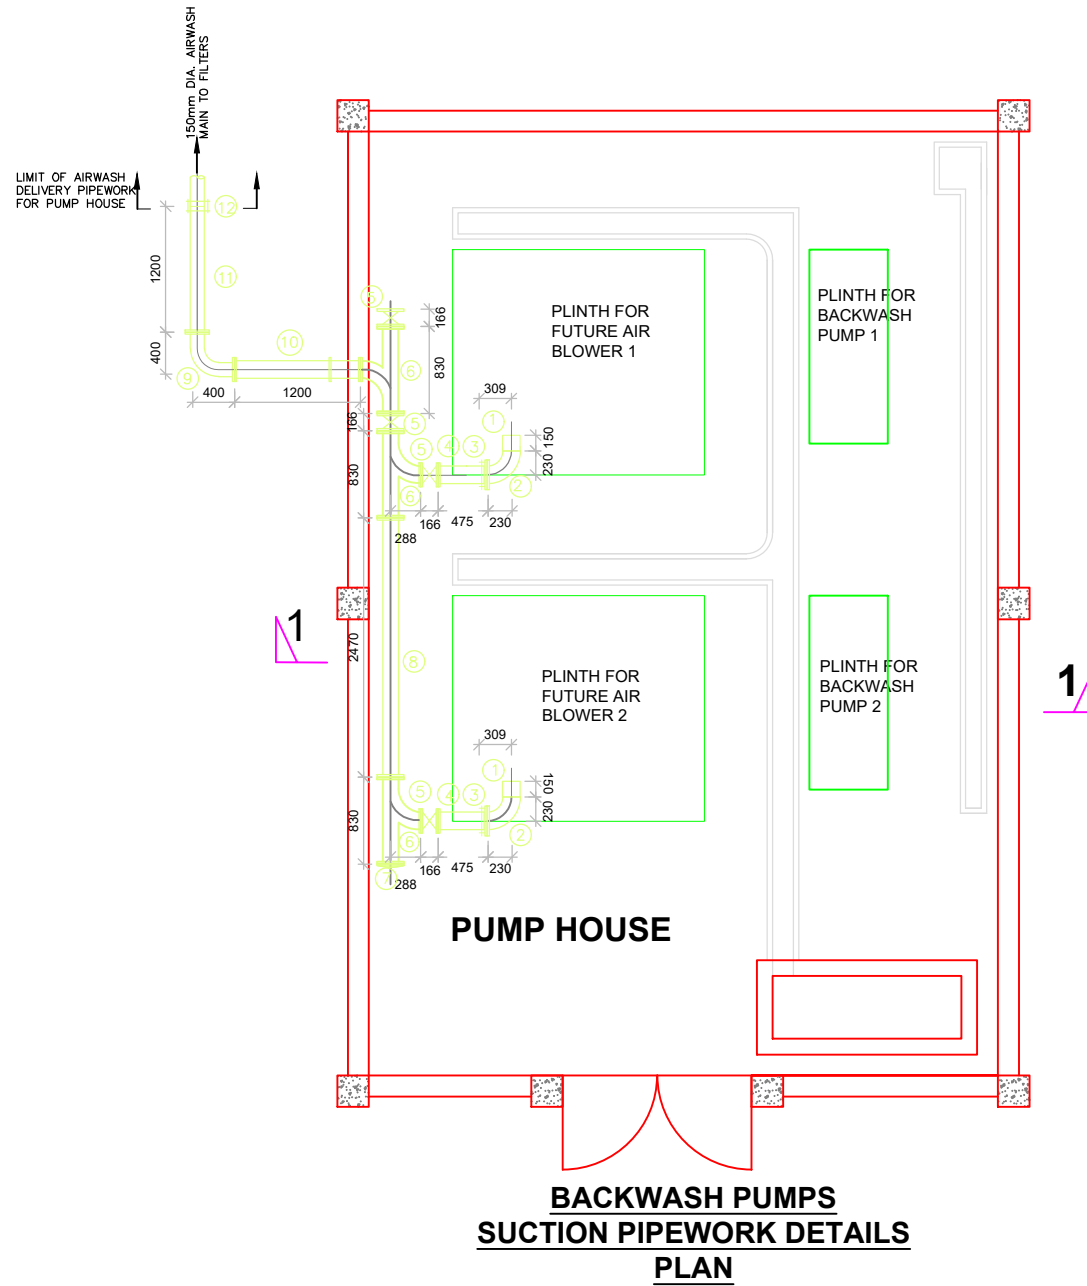 150mm DIA. AIRWASH
MAIN TO FILTERS
LIMIT OF AIRWASH
DELIVERY PIPEWORK
FOR PUMP HOUSE
12
1200
11
400
9
10
400
1200
5
166
6
830
166
5
830
309
1
150
230
5
4
3
2
6
288
166
475
230
PLINTH FOR
FUTURE AIR
BLOWER 1
PLINTH FOR
BACKWASH
PUMP 1
1
2470
8
PLINTH FOR
FUTURE AIR
BLOWER 2
PLINTH FOR
BACKWASH
PUMP 2
1
309
1
150
230
830
5
4
3
2
6
7
288
166
475
230
PUMP HOUSE
BACKWASH PUMPS
SUCTION PIPEWORK DETAILS
PLAN